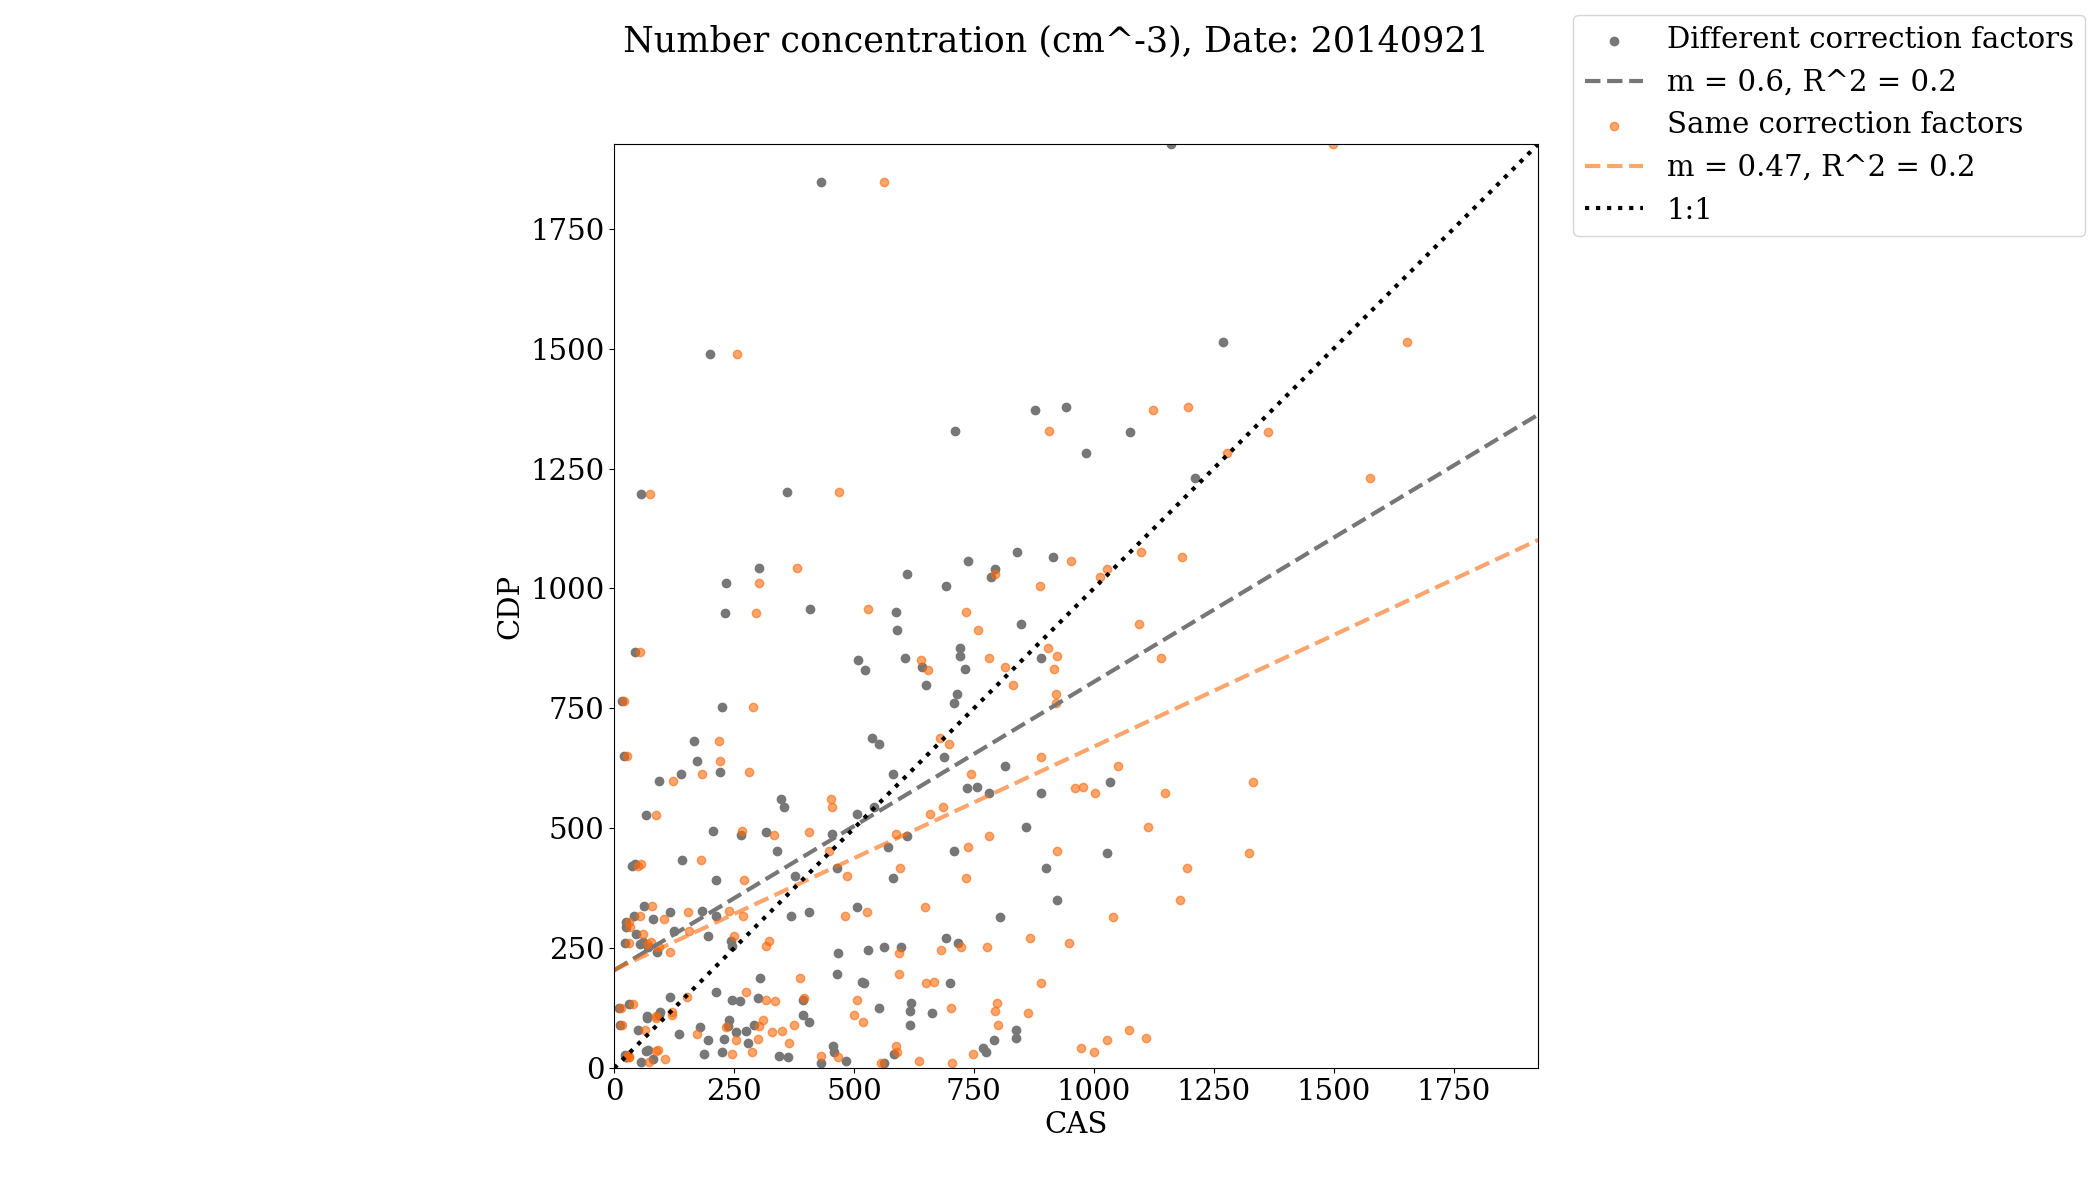 Number concentration (cm^-3), Date: 20140921
Different correction factors
m = 0.6, R^2 = 0.2
Same correction factors
m = 0.47, R^2 = 0.2
1:1
1750
1500
1250
1000
750
500
250
0
CDP
0 250 500 750 1000 1250 1500 1750
CAS